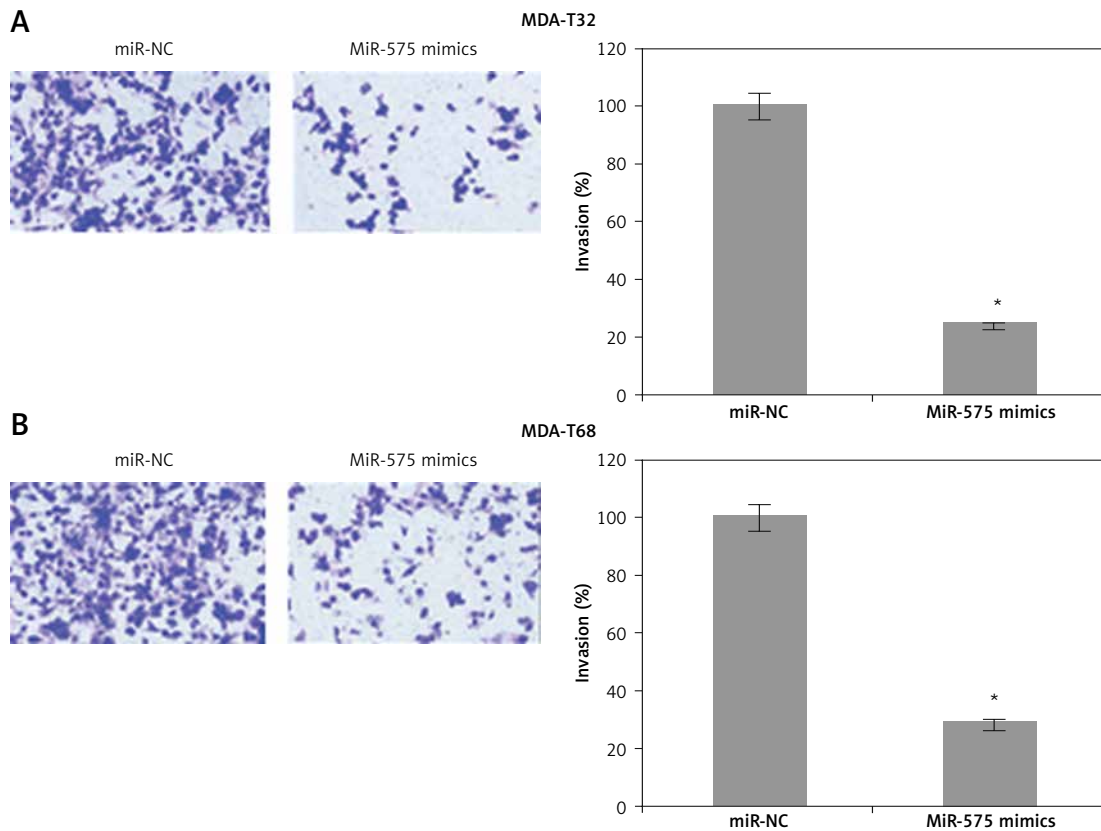 A
MDA-T32
miR-NC
MiR-575 mimics
Invasion (%)
120
100
80
60
40
20
0
*
miR-NC
MiR-575 mimics
B
MDA-T68
miR-NC
MiR-575 mimics
Invasion (%)
120
100
80
60
40
20
0
*
miR-NC
MiR-575 mimics